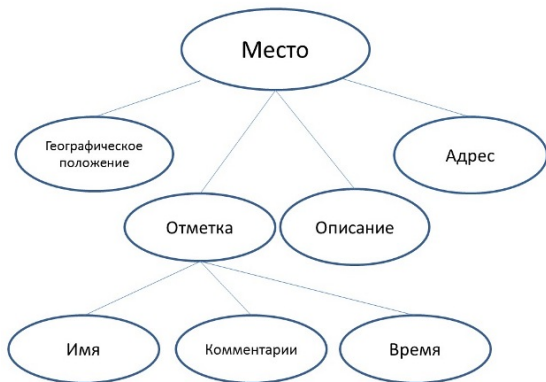 Место
Географическое
положение
Адрес
Отметка
Описание
Имя
Комментарии
Время